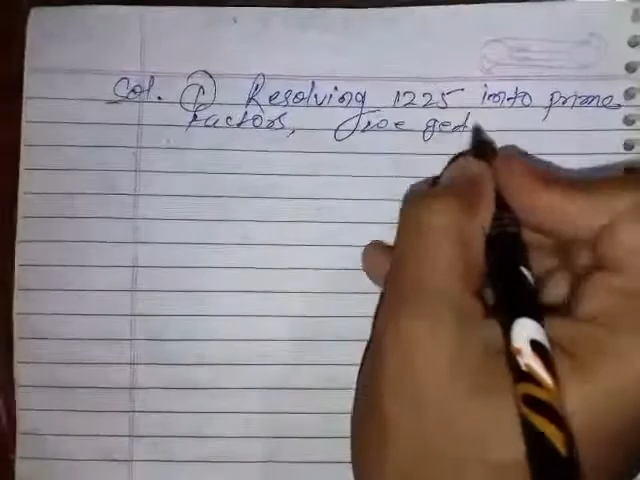 Sol. ① Resolving 1225 into prime
factors, we get